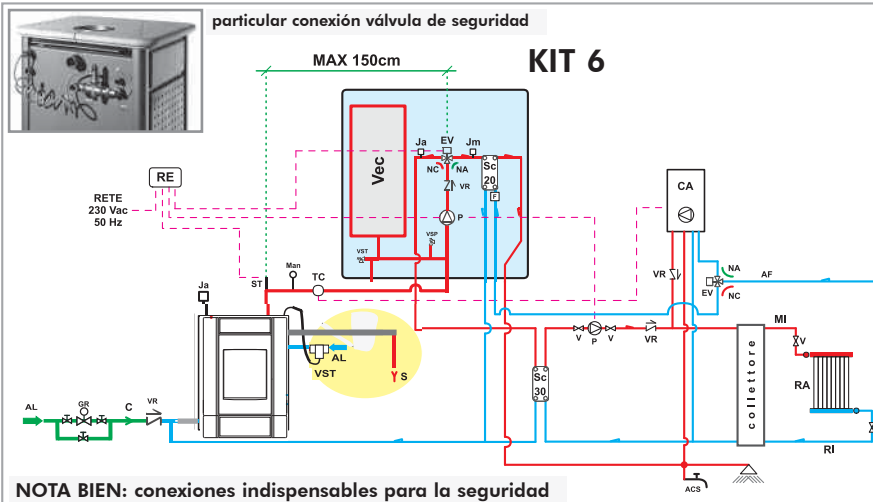 particular conexión válvula de seguridad
KIT 6
MAX 150cm
Vec
Ja
EV
Jm
NC
NA
Sc
20
F
VR
P
VSP
VST
RE
RETE
230 Vac
50 Hz
CA
VR
NA
EV
NC
AF
ST
Man
TC
Ja
AL
VST
S
V
P
V
VR
MI
V
collettore
RA
RI
Sc
30
AL
GR
C
VR
ACS
NOTA BIEN: conexiones indispensables para la seguridad